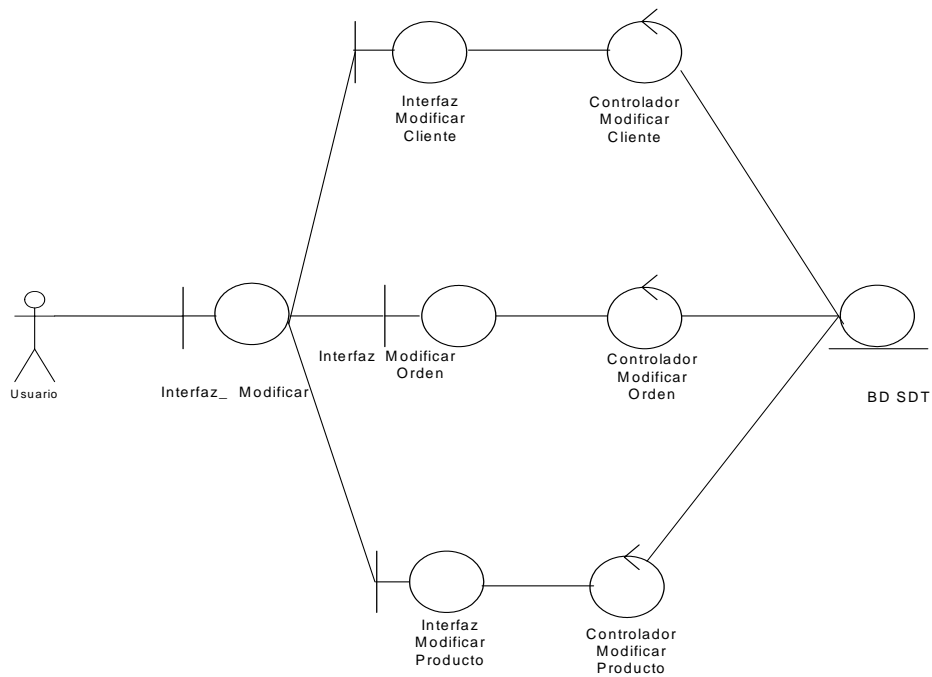 Interfaz
Modificar
Cliente
Controlador
Modificar
Cliente
Usuario
Interfaz_ Modificar
Interfaz Modificar
Orden
Controlador
Modificar
Orden
BD SDT
Interfaz
Modificar
Producto
Controlador
Modificar
Producto